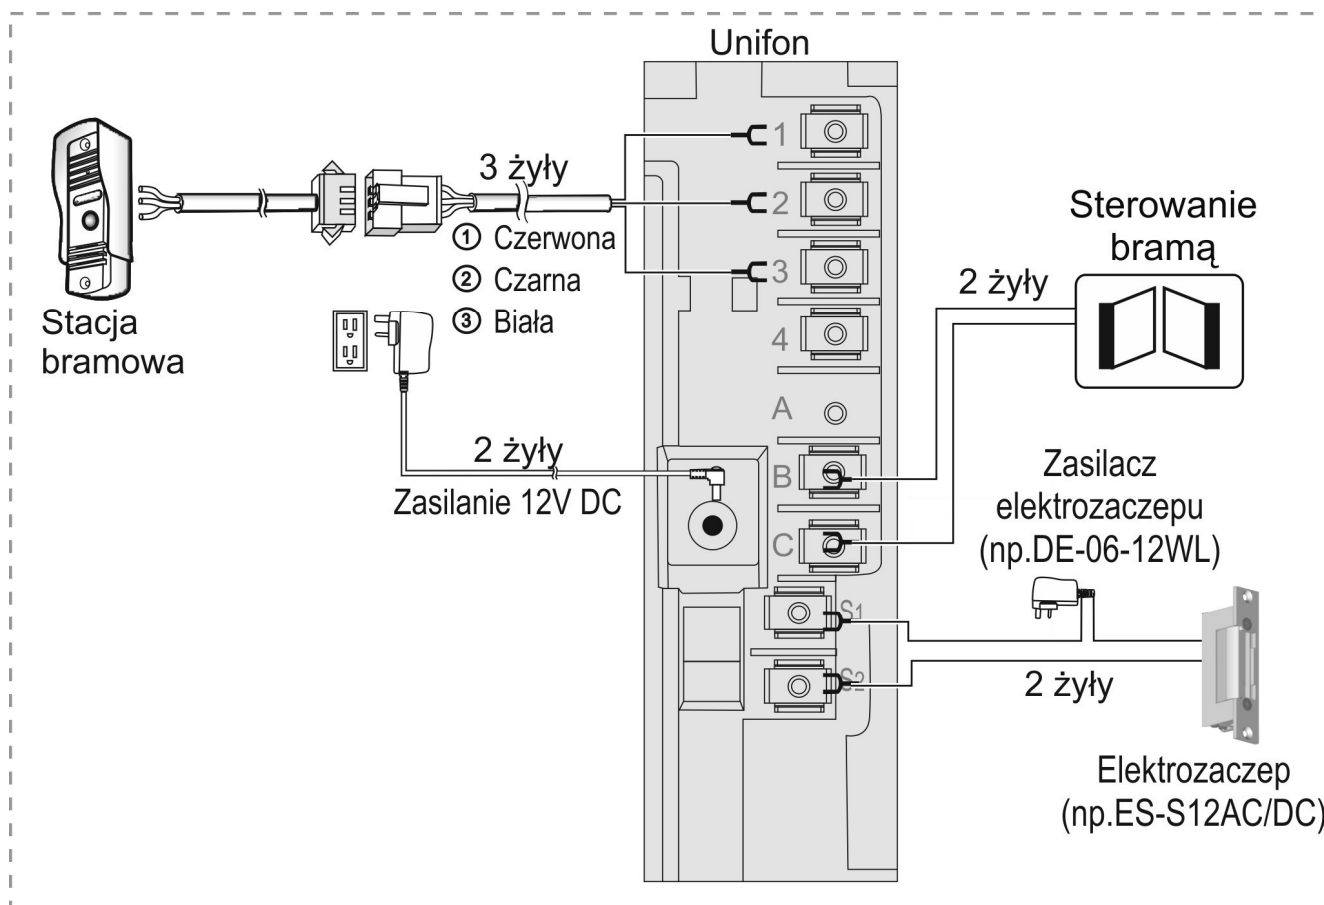 Unifon
1
3 żyły
2
① Czerwona
② Czarna
③ Biała
3
4
A
B
C
S1
S2
Stacja
bramowa
2 żyły
Zasilanie 12V DC
Sterowanie
bramą
2 żyły
Zasilacz
elektrozaczepu
(np.DE-06-12WL)
2 żyły
Elektrozaczep
(np.ES-S12AC/DC)